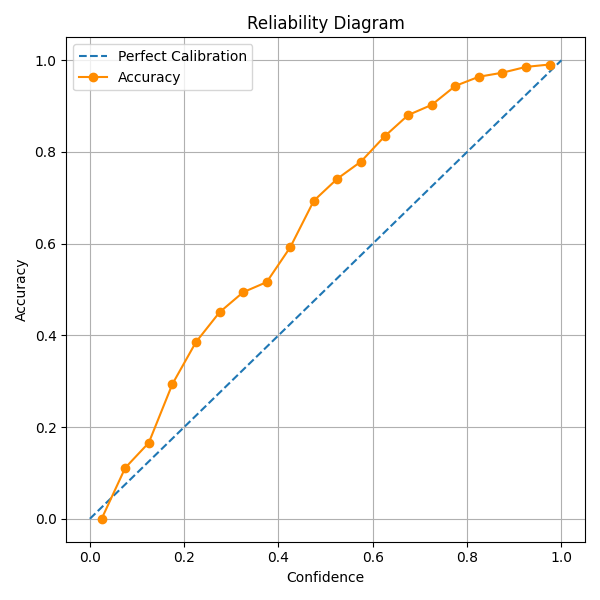 Reliability Diagram
Perfect Calibration
Accuracy
1.0
0.8
0.6
0.4
0.2
0.0
Accuracy
0.0 0.2 0.4 0.6 0.8 1.0
Confidence